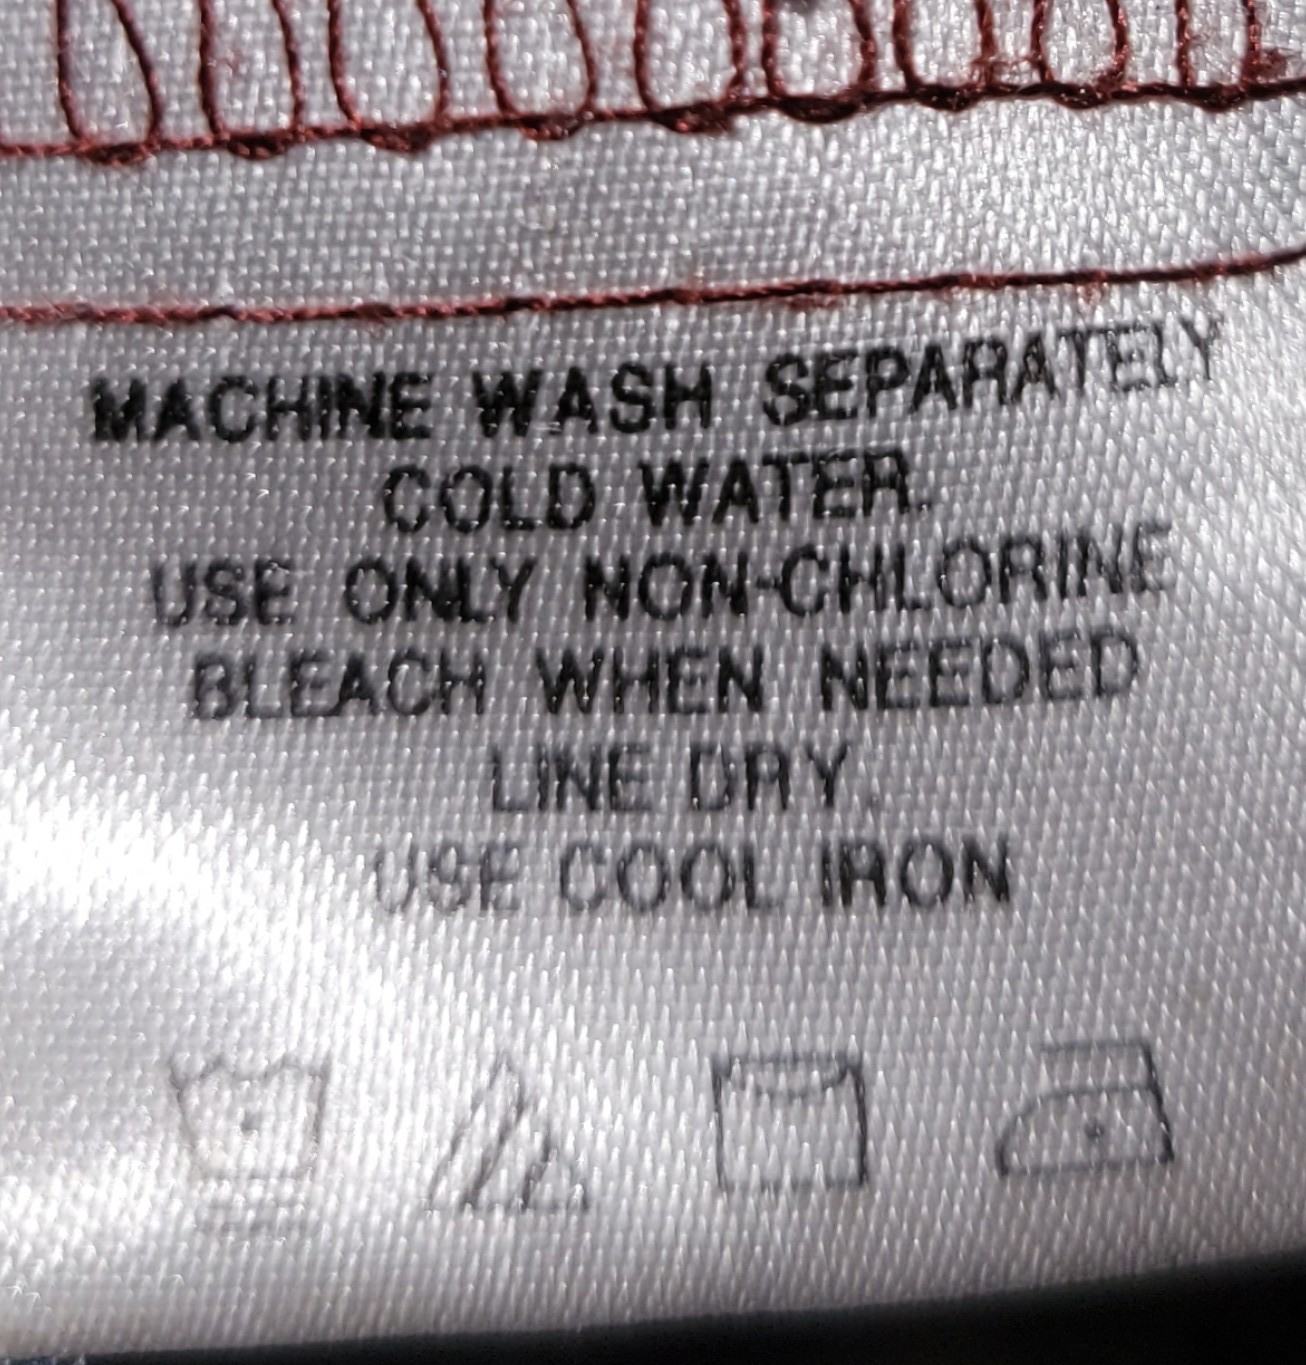 MACHINE WASH SEPARATELY
COLD WATER.
USE ONLY NON-CHLORINE
BLEACH WHEN NEEDED
LINE DRY.
USE COOL IRON